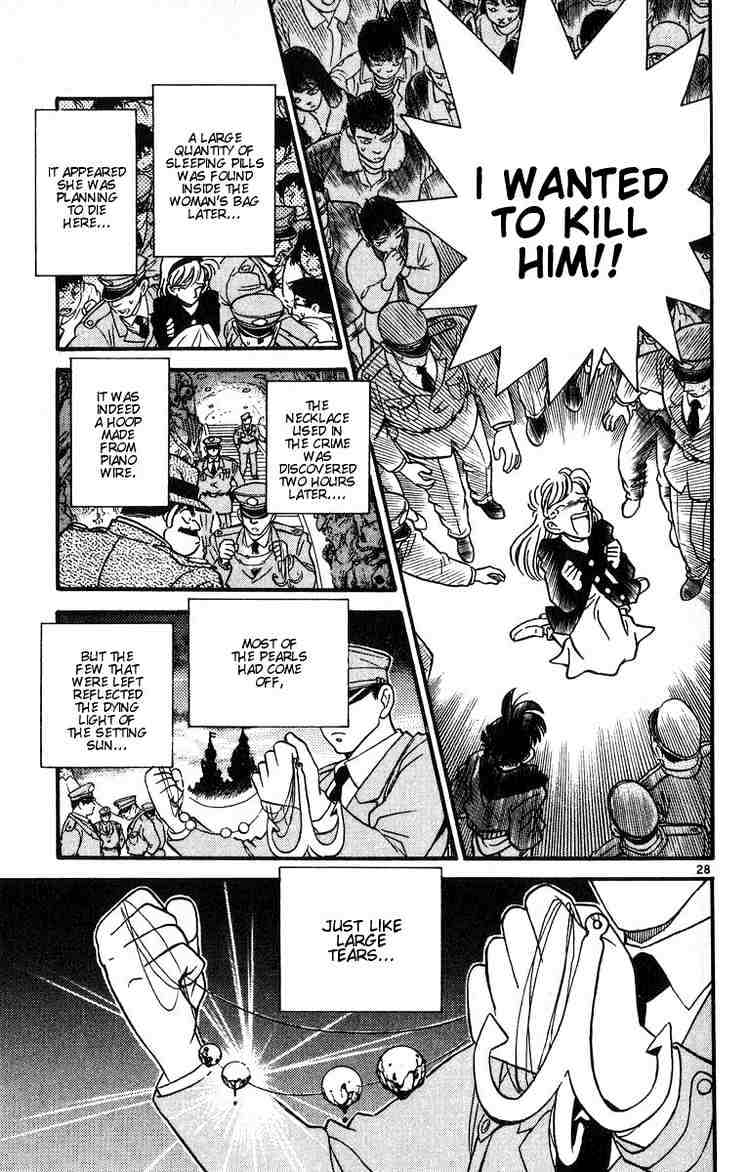 I WANTED
TO KILL
HIM!!
A LARGE
QUANTITY OF
SLEEPING PILLS
WAS FOUND
INSIDE THE
WOMAN'S BAG
LATER...
IT APPEARED
SHE WAS
PLANNING
TO DIE
HERE...
THE
NECKLACE
USED IN
THE CRIME
WAS
DISCOVERED
TWO HOURS
LATER....
IT WAS
INDEED
A HOOP
MADE
FROM
PIANO
WIRE.
MOST OF
THE PEARLS
HAD COME
OFF,
BUT THE
FEW THAT
WERE LEFT
REFLECTED
THE DYING
LIGHT OF
THE SETTING
SUN...
28
JUST LIKE
LARGE
TEARS...